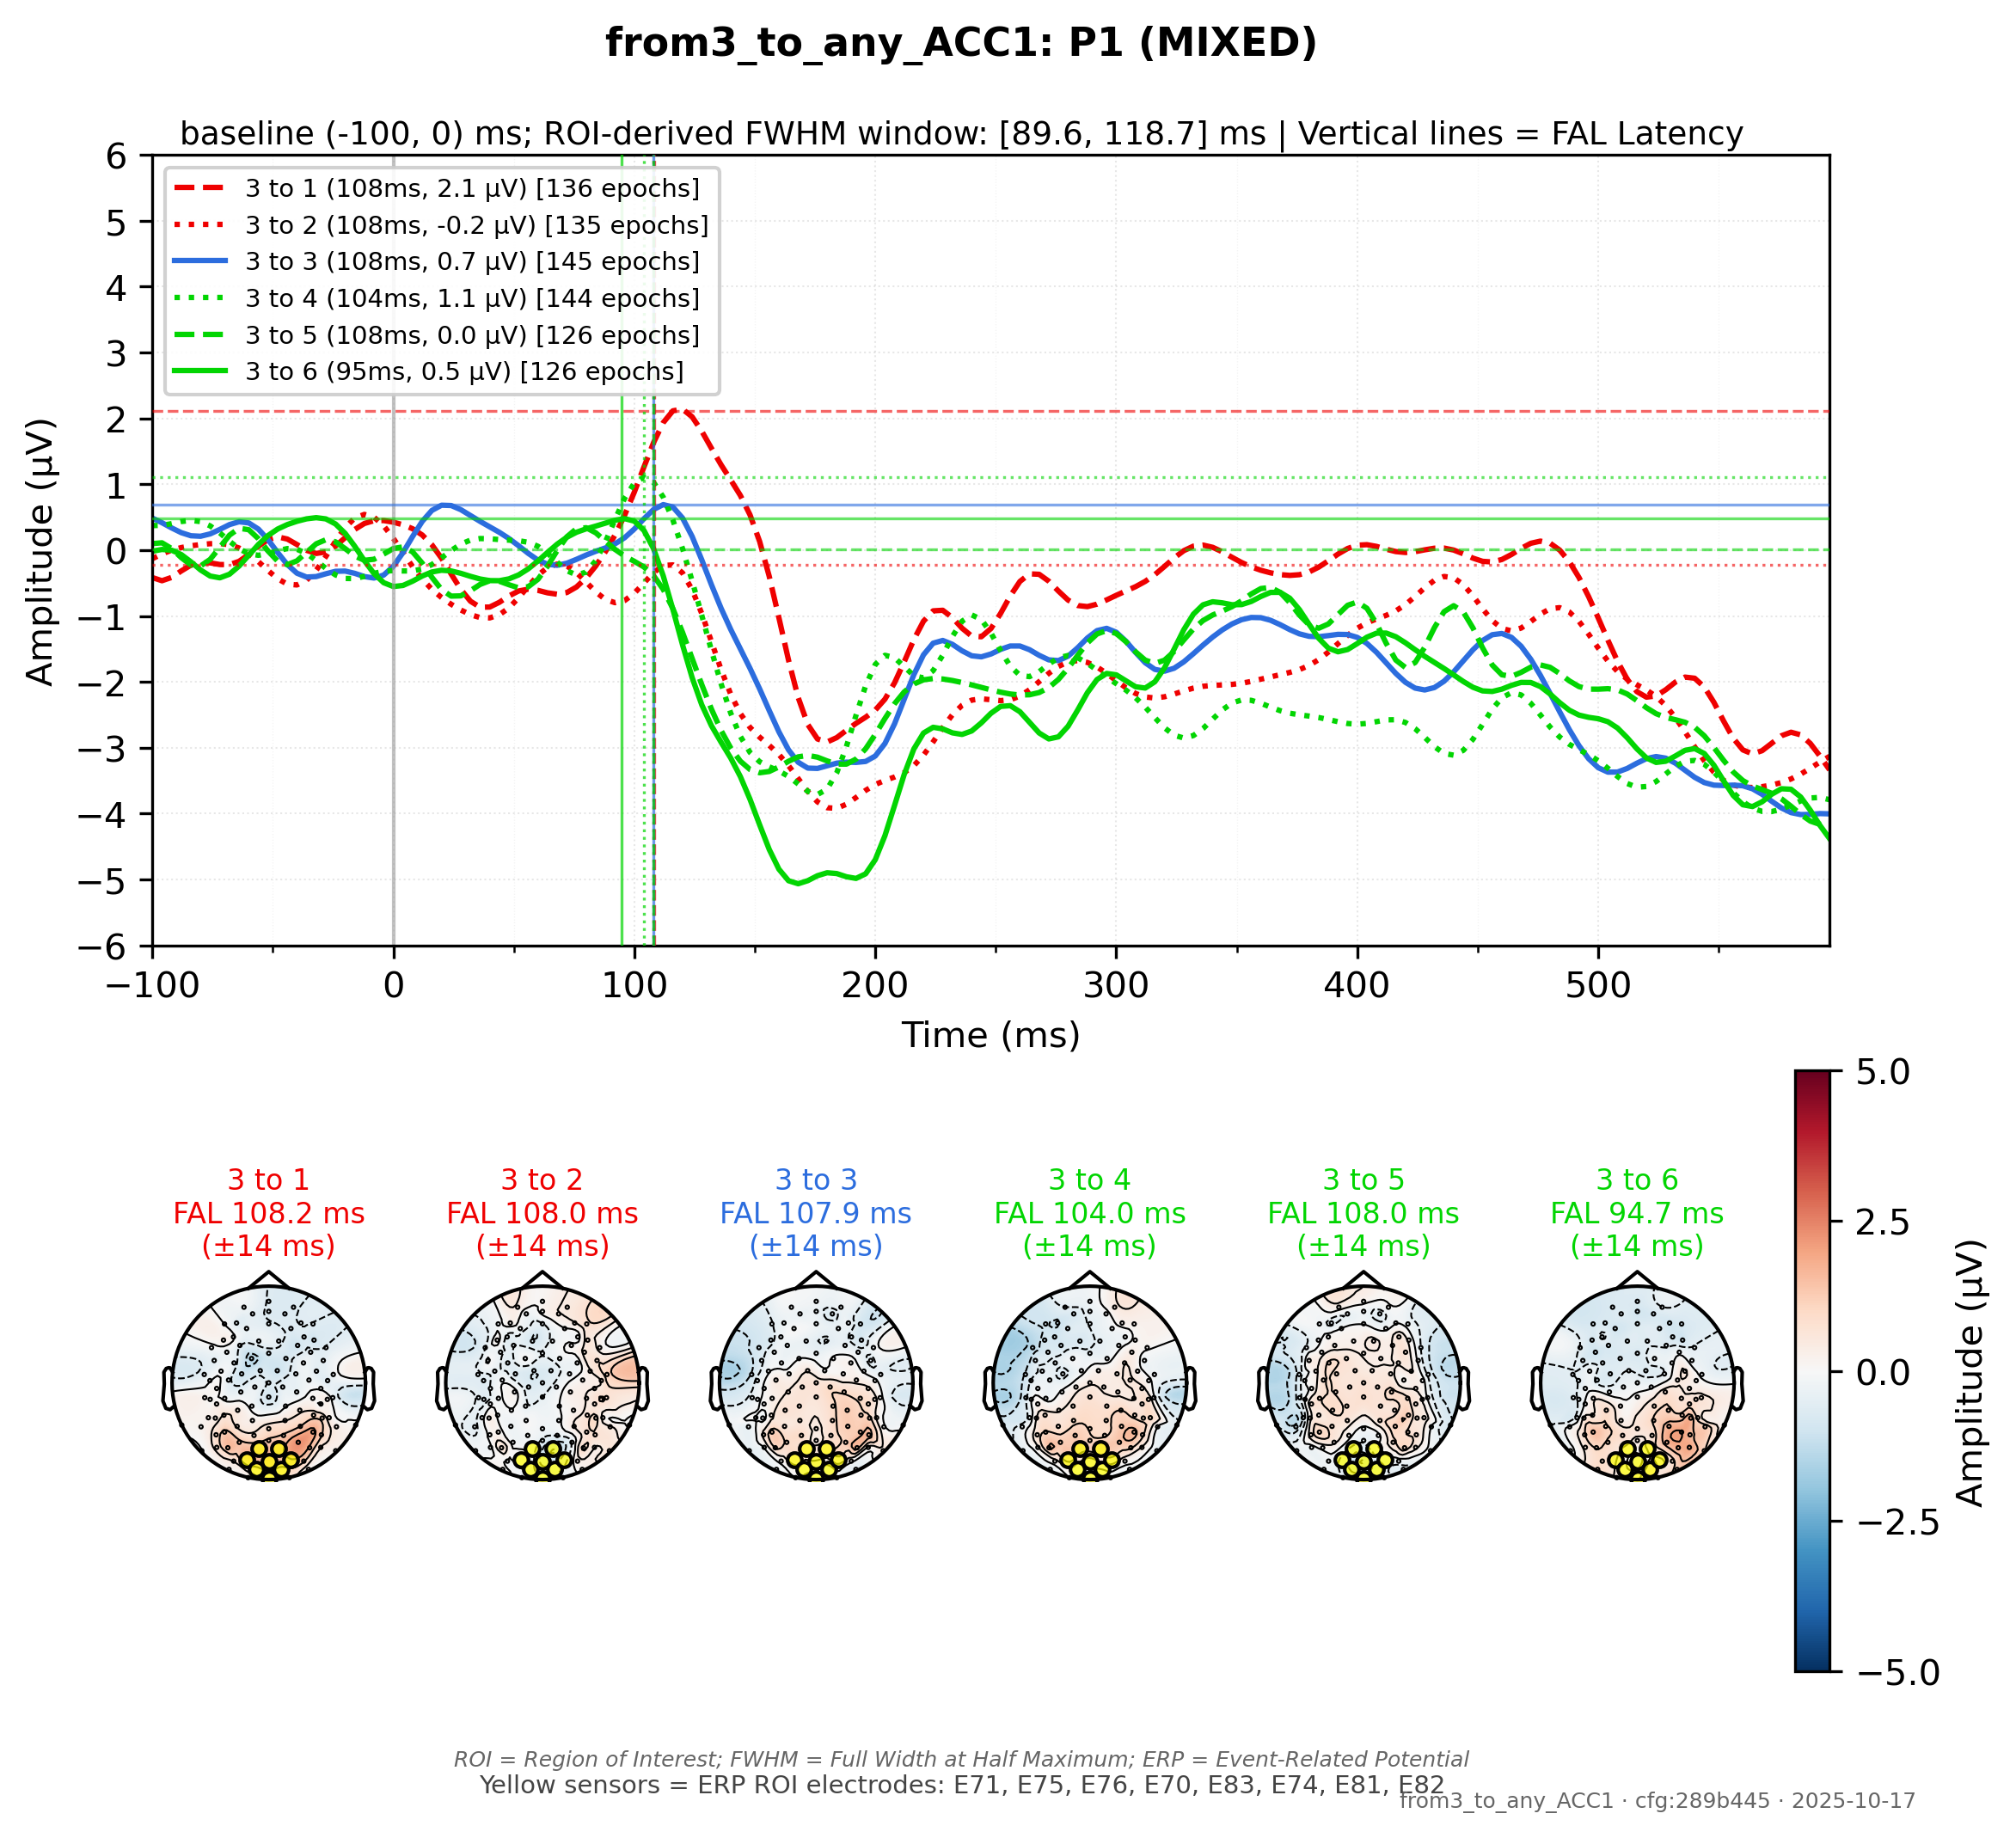 from3_to_any_ACC1: P1 (MIXED)
baseline (-100, 0) ms; ROI-derived FWHM window: [89.6, 118.7] ms | Vertical lines = FAL Latency
3 to 1 (108ms, 2.1 μV) [136 epochs]
3 to 2 (108ms, -0.2 μV) [135 epochs]
3 to 3 (108ms, 0.7 μV) [145 epochs]
3 to 4 (104ms, 1.1 μV) [144 epochs]
3 to 5 (108ms, 0.0 μV) [126 epochs]
3 to 6 (95ms, 0.5 μV) [126 epochs]
Amplitude (μV)
6
5
4
3
2
1
0
−1
−2
−3
−4
−5
−6
−100 0 100 200 300 400 500
Time (ms)
3 to 1
FAL 108.2 ms
(±14 ms)
3 to 2
FAL 108.0 ms
(±14 ms)
3 to 3
FAL 107.9 ms
(±14 ms)
3 to 4
FAL 104.0 ms
(±14 ms)
3 to 5
FAL 108.0 ms
(±14 ms)
3 to 6
FAL 94.7 ms
(±14 ms)
5.0
2.5
0.0
−2.5
−5.0
Amplitude (μV)
ROI = Region of Interest; FWHM = Full Width at Half Maximum; ERP = Event-Related Potential
Yellow sensors = ERP ROI electrodes: E71, E75, E76, E70, E83, E74, E81, E82
from3_to_any_ACC1 · cfg:289b445 · 2025-10-17